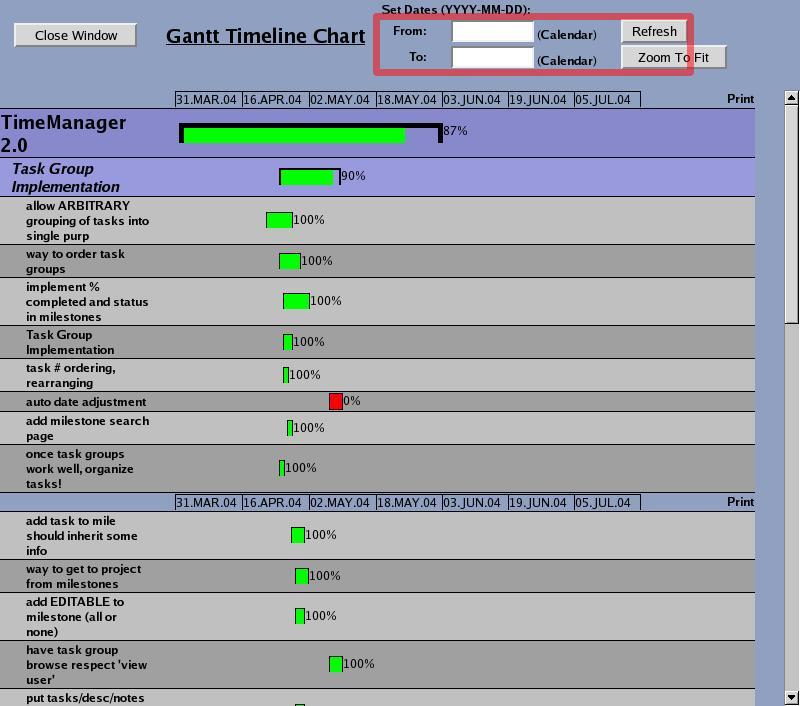 Set Dates (YYYY-MM-DD):
Close Window
Gantt Timeline Chart
From:
(Calendar)
Refresh
To:
(Calendar)
Zoom To Fit
31.MAR.04 16.APR.04 02.MAY.04 18.MAY.04 03.JUN.04 19.JUN.04 05.JUL.04
Print
TimeManager
2.0
87%
Task Group
Implementation
90%
allow ARBITRARY
grouping of tasks into
single purp
100%
way to order task
groups
100%
implement %
completed and status
in milestones
100%
Task Group
Implementation
100%
task # ordering,
rearranging
100%
auto date adjustment
0%
add milestone search
page
100%
once task groups
work well, organize
tasks!
100%
31.MAR.04 16.APR.04 02.MAY.04 18.MAY.04 03.JUN.04 19.JUN.04 05.JUL.04
Print
add task to mile
should inherit some
info
100%
way to get to project
from milestones
100%
add EDITABLE to
milestone (all or
none)
100%
have task group
browse respect 'view
user'
100%
put tasks/desc/notes